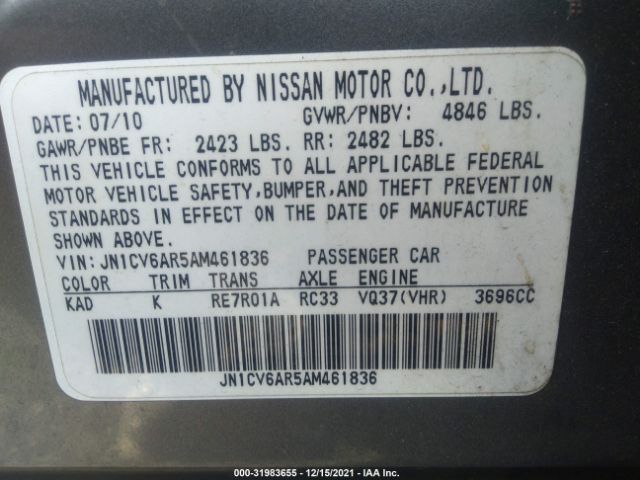 MANUFACTURED BY NISSAN MOTOR CO.,LTD.
DATE: 07/10 GVWR/PNBV: 4846 LBS.
GAWR/PNBE FR: 2423 LBS. RR: 2482 LBS.
THIS VEHICLE CONFORMS TO ALL APPLICABLE FEDERAL
MOTOR VEHICLE SAFETY,BUMPER,AND THEFT PREVENTION
STANDARDS IN EFFECT ON THE DATE OF MANUFACTURE
SHOWN ABOVE.
VIN: JN1CV6AR5AM461836 PASSENGER CAR
COLOR TRIM TRANS AXLE ENGINE
KAD K RE7R01A RC33 VQ37(VHR) 3696CC
JN1CV6AR5AM461836
000-31983655 - 12/15/2021 - IAA Inc.